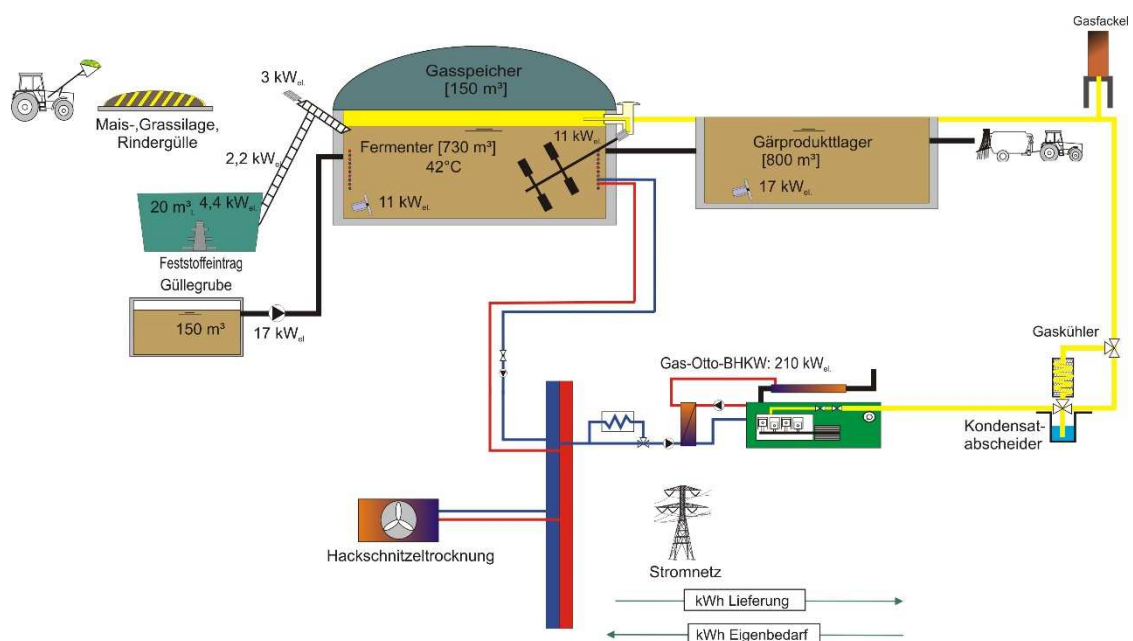 Gasfackel
Gasspeicher
[150 m³]
3 kWel.
Mais-,Grassilage,
Rindergülle
Fermenter [730 m³]
42°C
11 kWel.
Gärproduktlager
[800 m³]
2,2 kWel
20 m³
4,4 kWel.
11 kWel.
17 kWel.
Feststoffeintrag
Güllegrube
150 m³
17 kWel
Gaskühler
Gas-Otto-BHKW: 210 kWel.
Kondensat-
abscheider
Hackschnitzeltrocknung
Stromnetz
kWh Lieferung
kWh Eigenbedarf